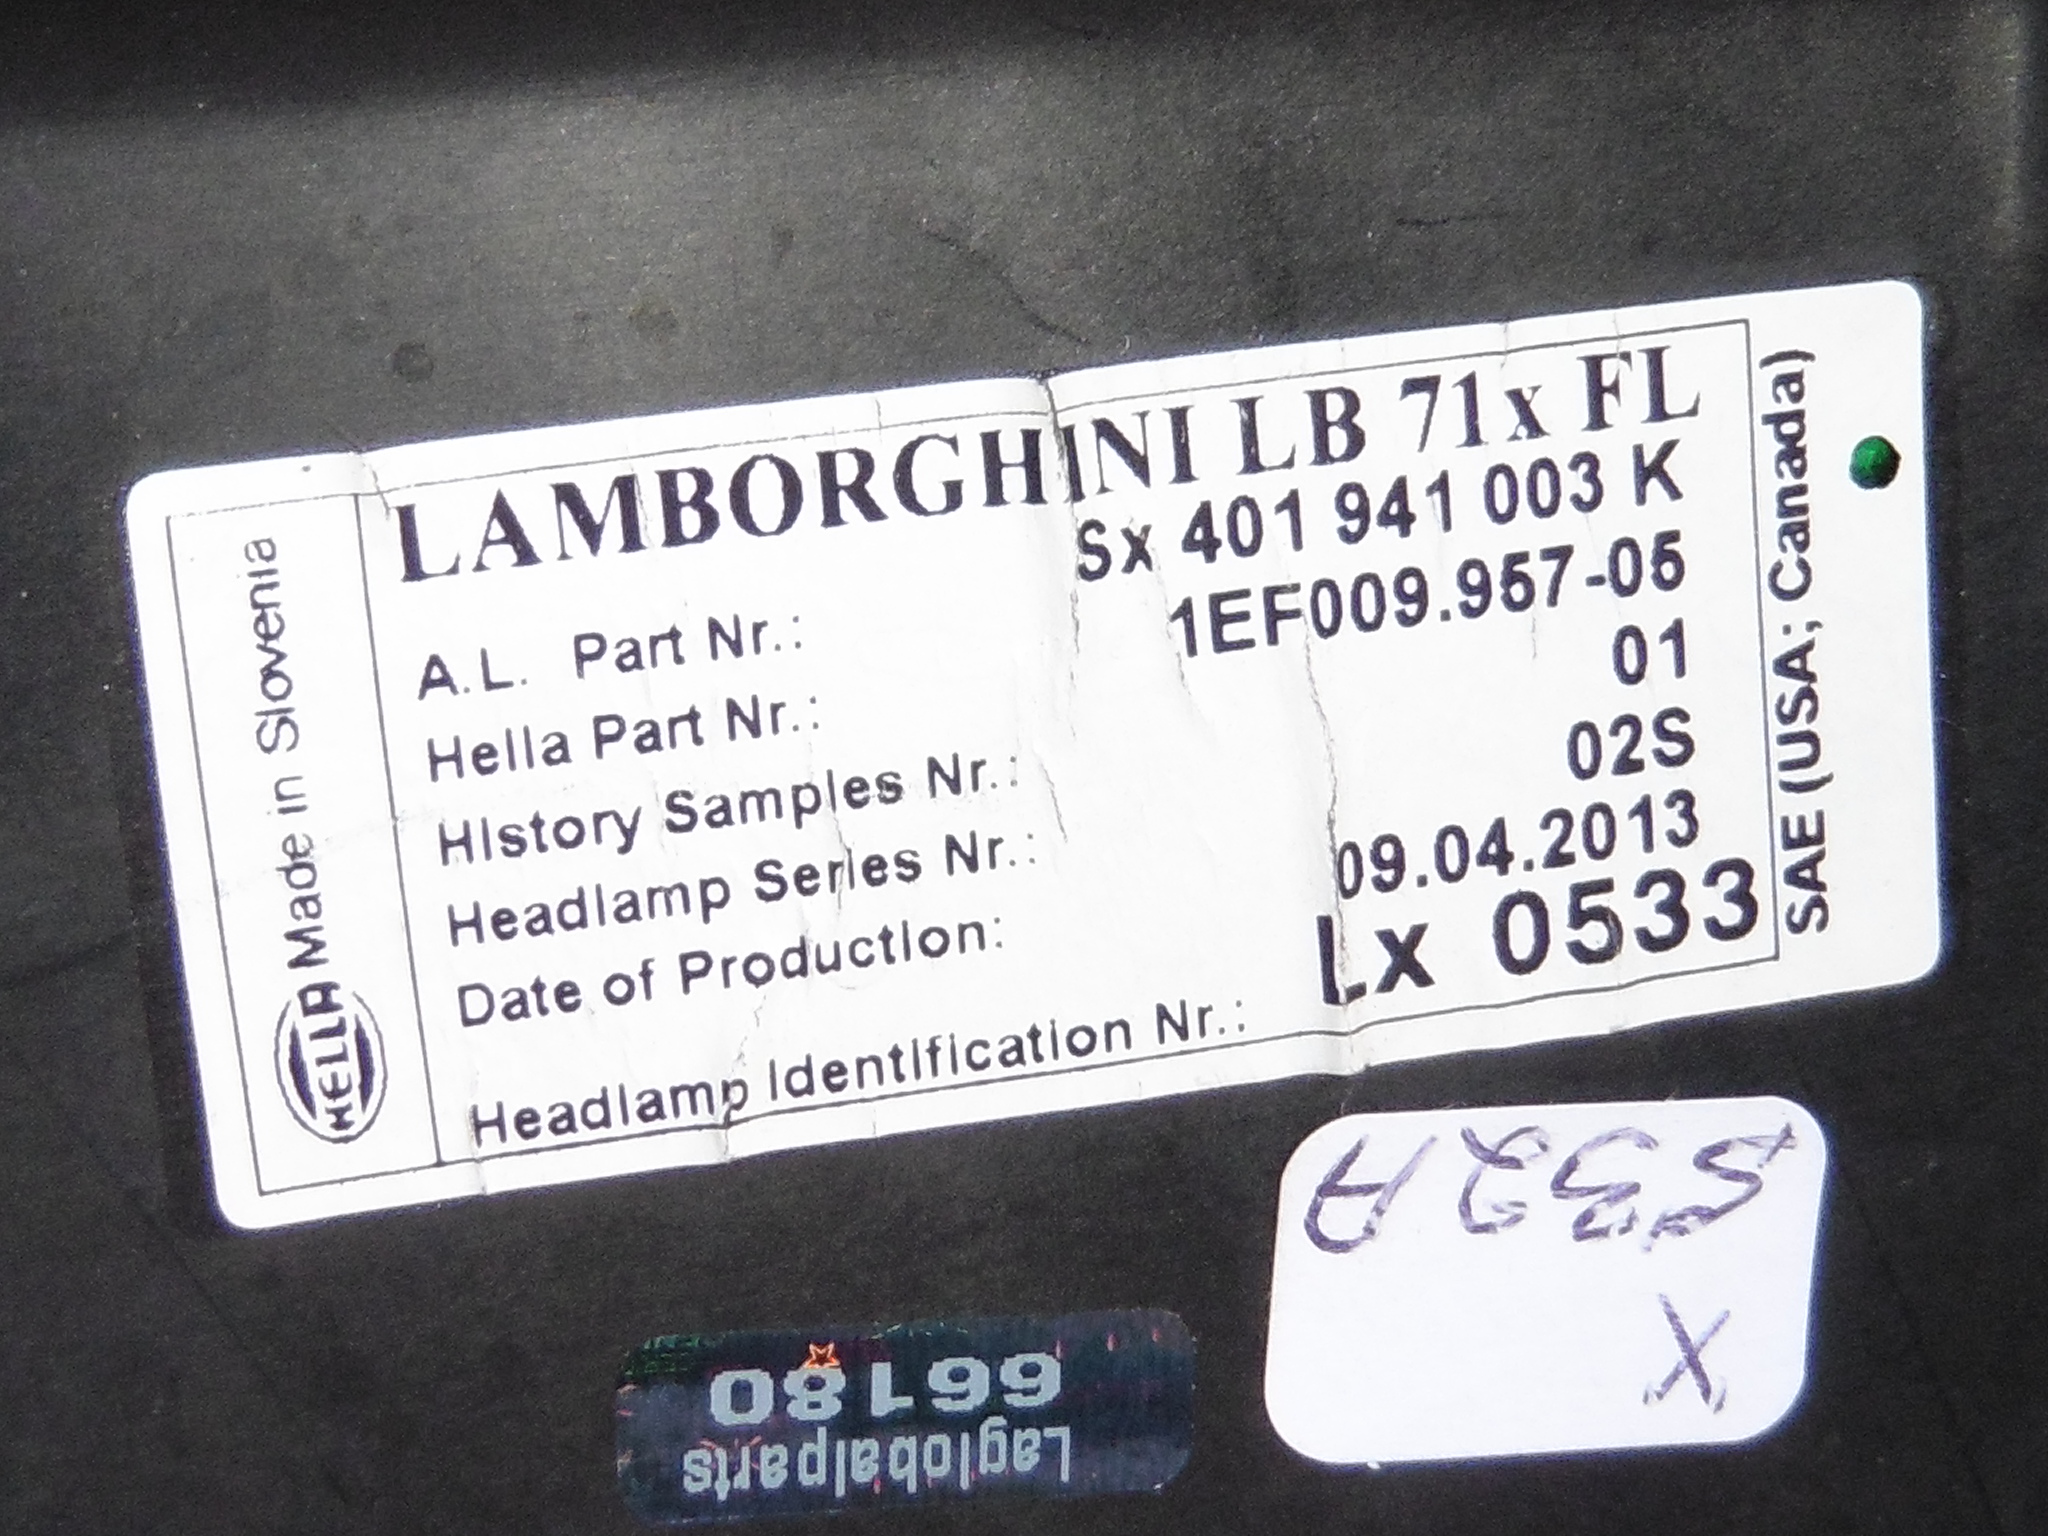 LAMBORGHINI LB 71x FL
A.L. Part Nr.: Sx 401 941 003 K
Hella Part Nr.: 1EF009.957-05
History Samples Nr.: 01
Headlamp Series Nr.: 02S
Date of Production: 09.04.2013
Headlamp Identification Nr.: Lx 0533
HELLA Made in Slovenia
SAE (USA; Canada)
X
Laglobalparts
66180